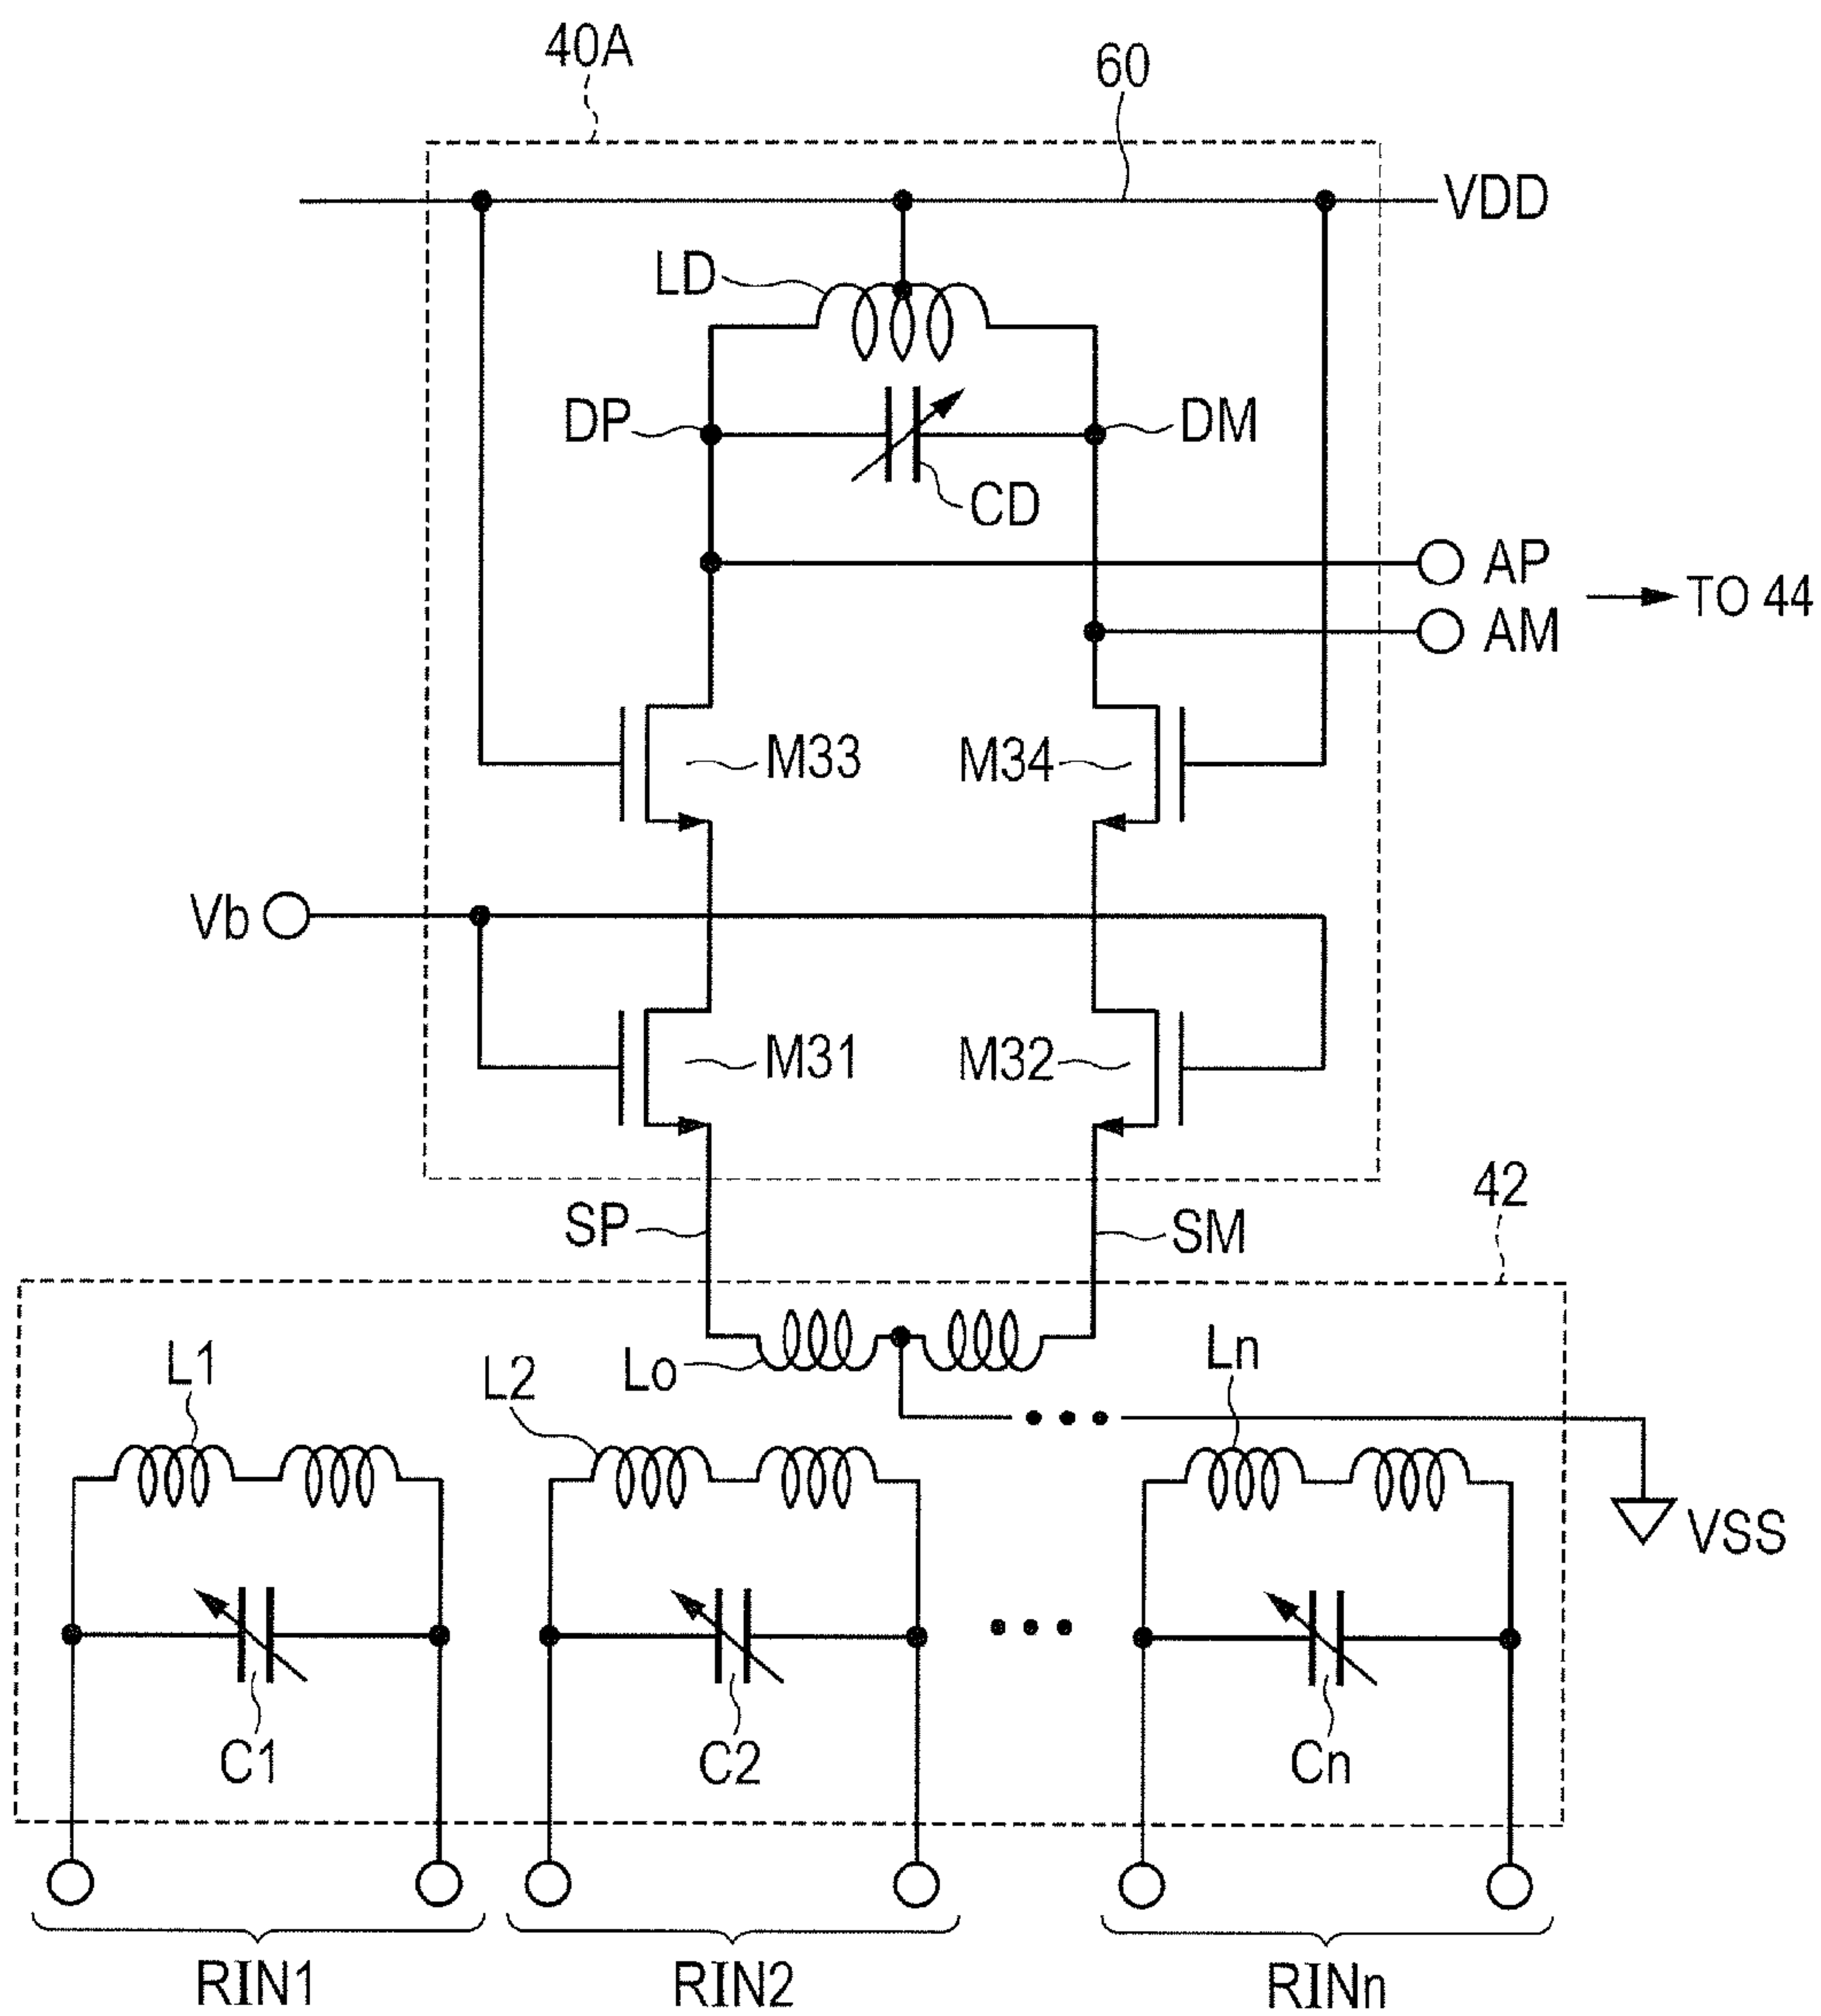 40A
60
VDD
LD
DP
DM
CD
AP
TO 44
AM
M33
M34
Vb
M31
M32
42
SP
SM
L1
L2
Lo
Ln
VSS
C1
C2
Cn
RIN1
RIN2
RINn